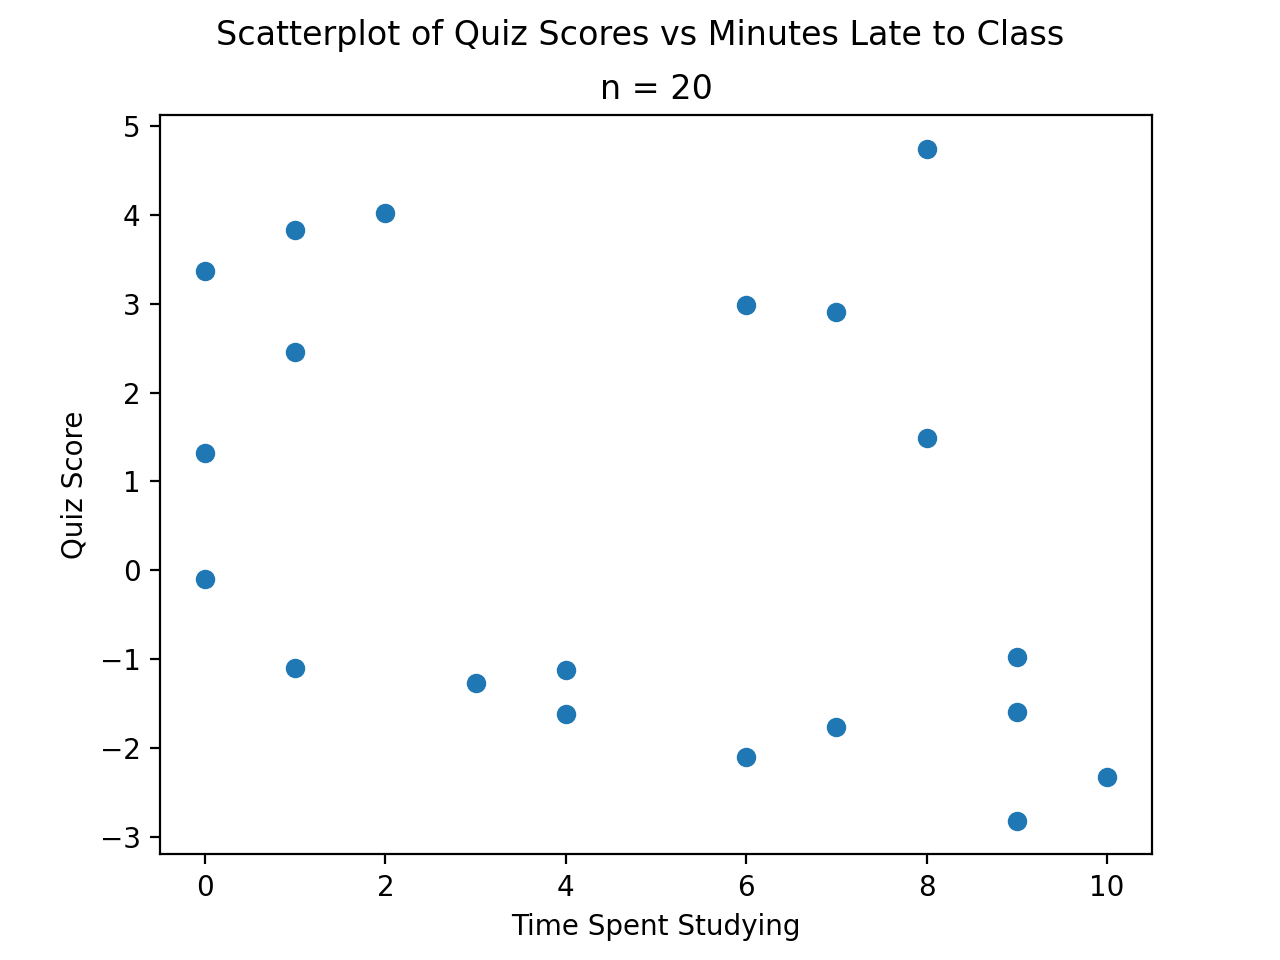 Scatterplot of Quiz Scores vs Minutes Late to Class
n = 20
5
4
3
2
1
0
−1
−2
−3
Quiz Score
0 2 4 6 8 10
Time Spent Studying